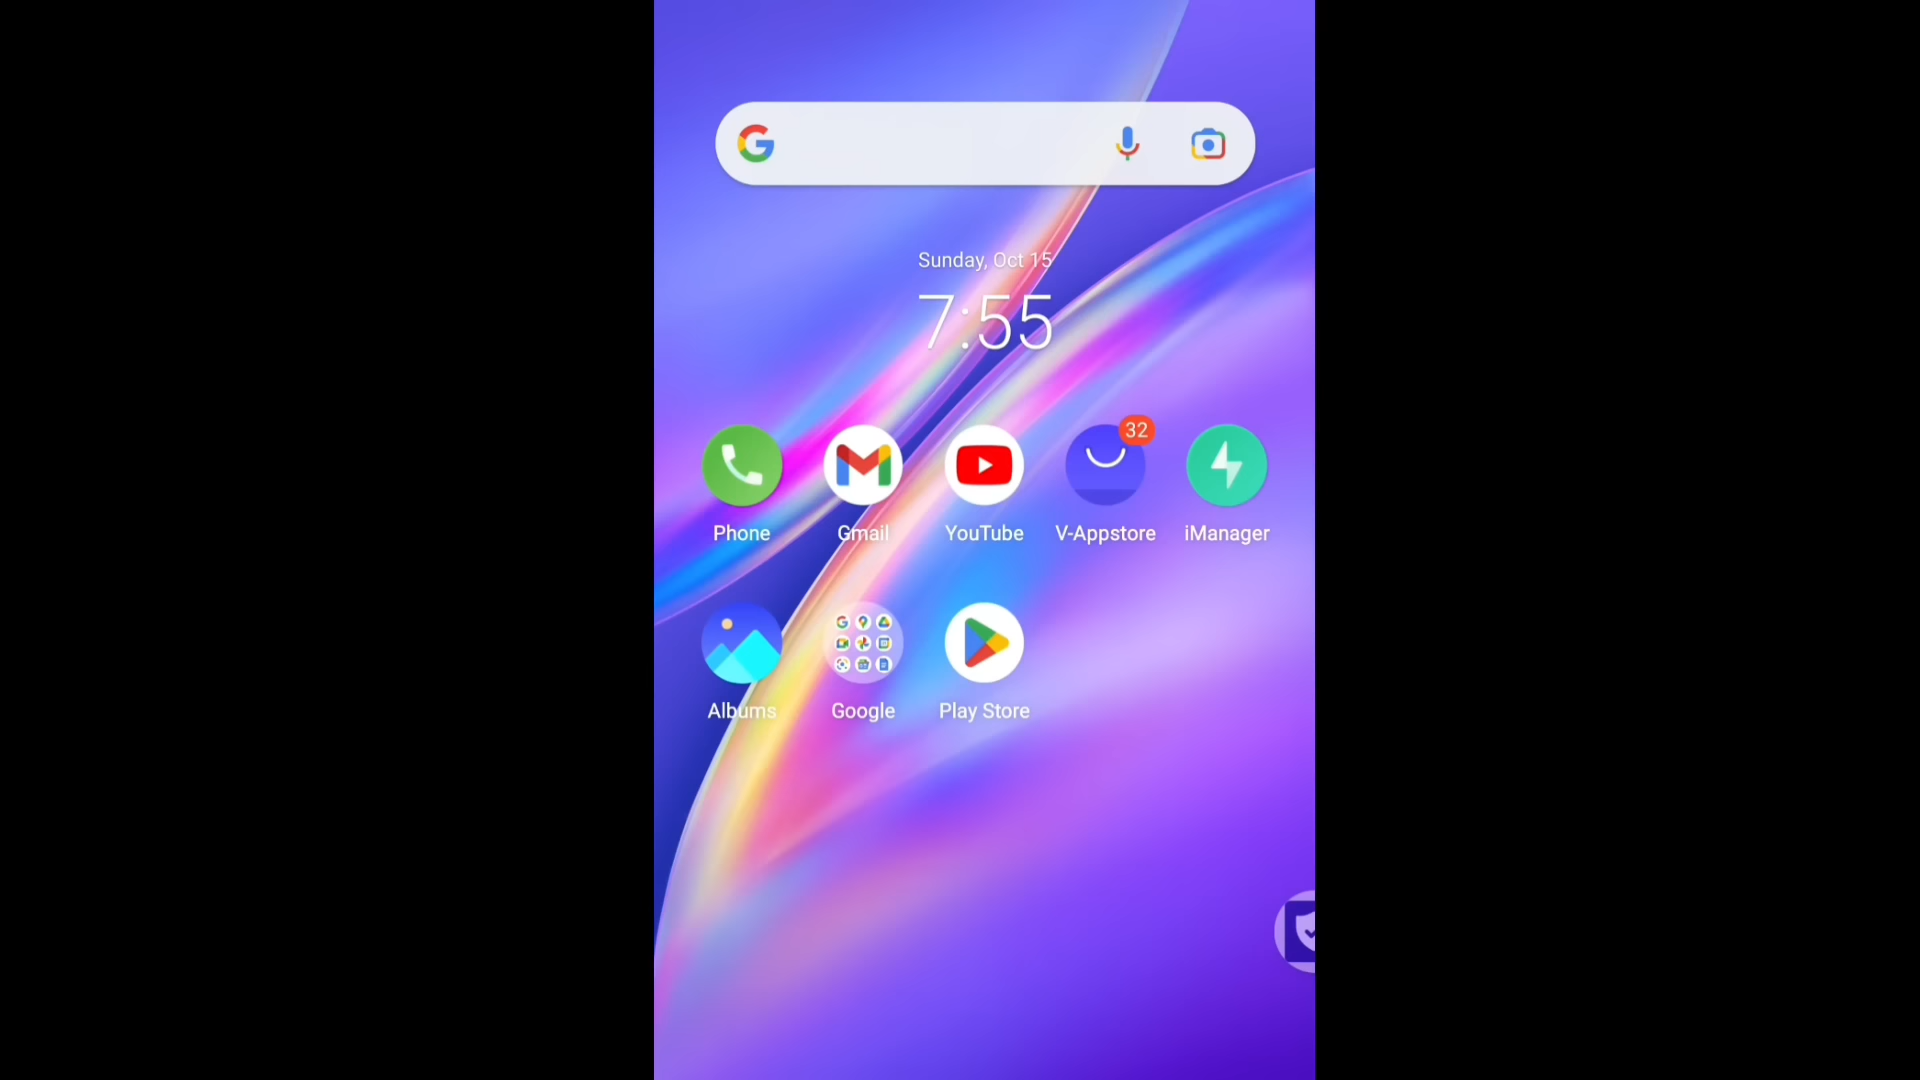 Sunday, Oct 15
7:55
32
Phone
Gmail
YouTube
V-Appstore
iManager
Albums
Google
Play Store